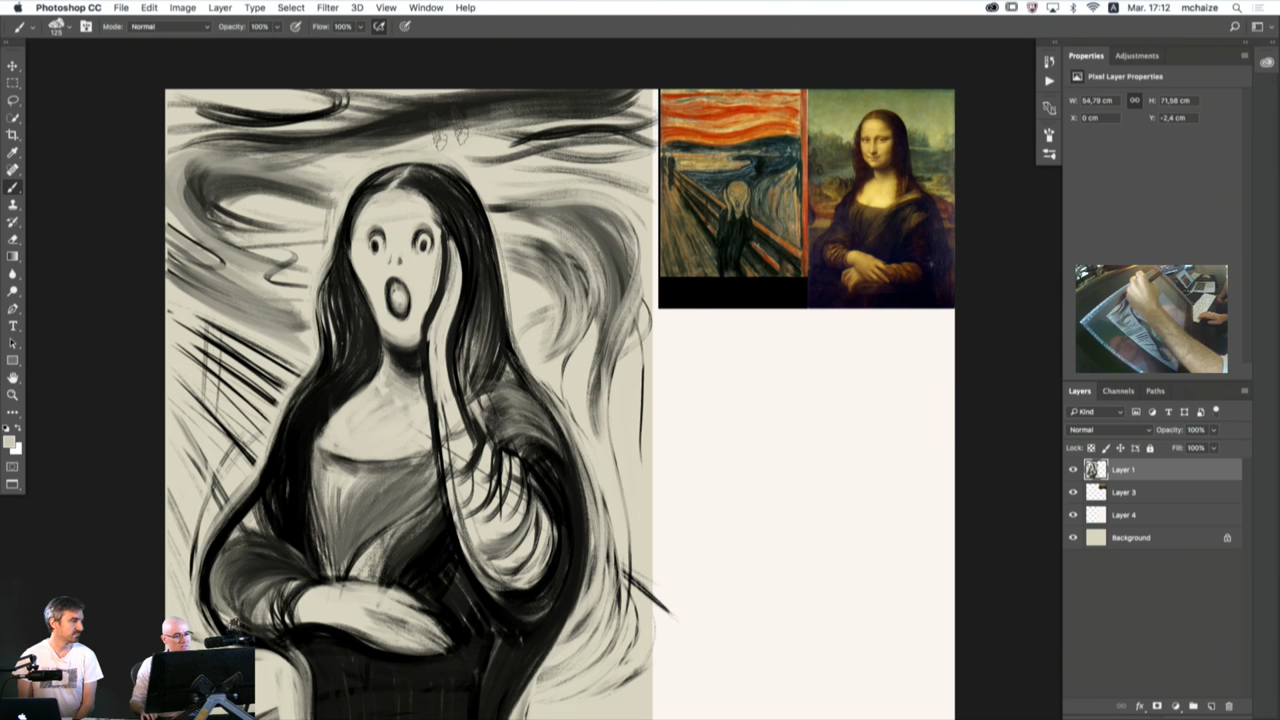 Photoshop CC File Edit Image Layer Type Select Filter 3D View Window Help A Mar. 17:12 mchaize
125 Mode: Normal Opacity: 100% Flow: 100%
Properties Adjustments
Pixel Layer Properties
W: 54,79 cm H: 71,58 cm
X: 0 cm Y: -2,4 cm
Layers Channels Paths
Kind
Normal Opacity: 100%
Lock: Fill: 100%
Layer 1
Layer 3
Layer 4
Background
fx